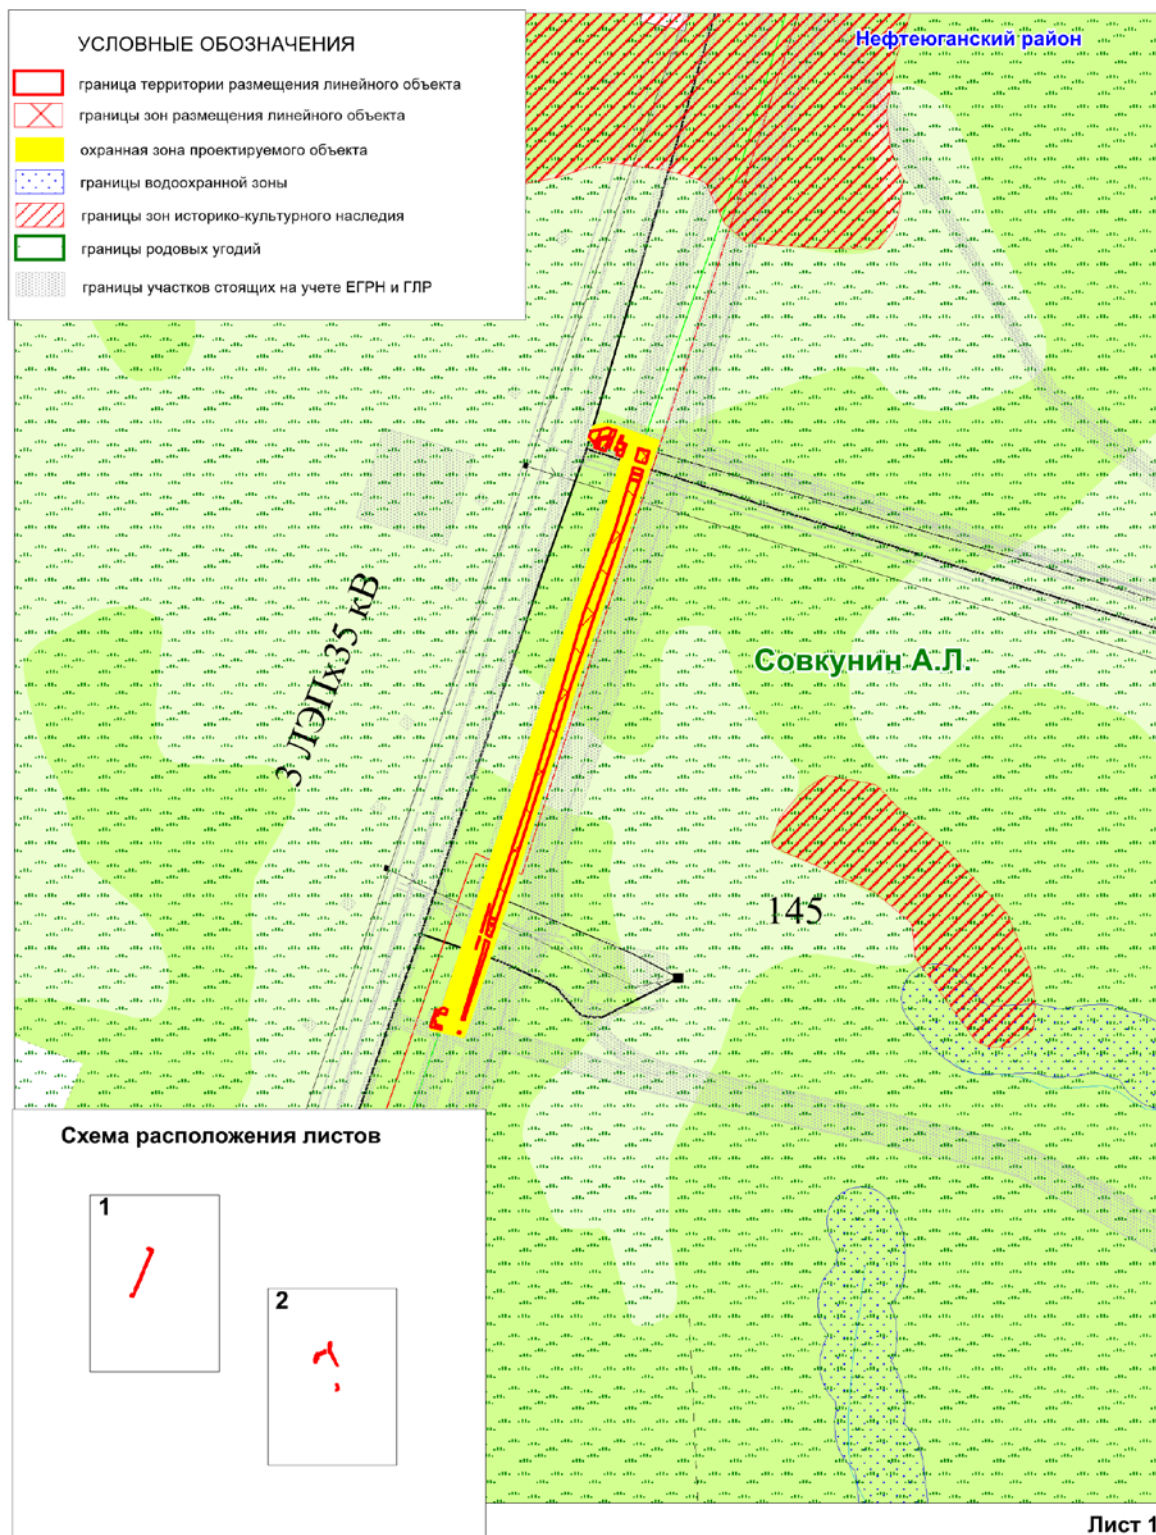 УСЛОВНЫЕ ОБОЗНАЧЕНИЯ
граница территории размещения линейного объекта
границы зон размещения линейного объекта
охранная зона проектируемого объекта
границы водоохранной зоны
границы зон историко-культурного наследия
границы родовых угодий
границы участков стоящих на учете ЕГРН и ГЛР
Нефтеюганский район
3 ЛЭПх35 кВ
Совкунин А.Л.
145
Схема расположения листов
1
2
Лист 1